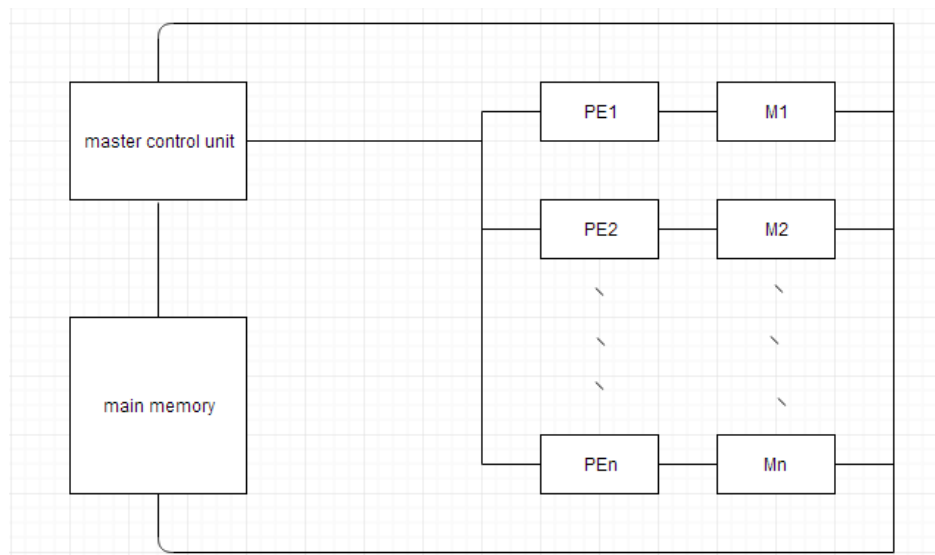 PE1
M1
master control unit
PE2
M2
main memory
PEn
Mn